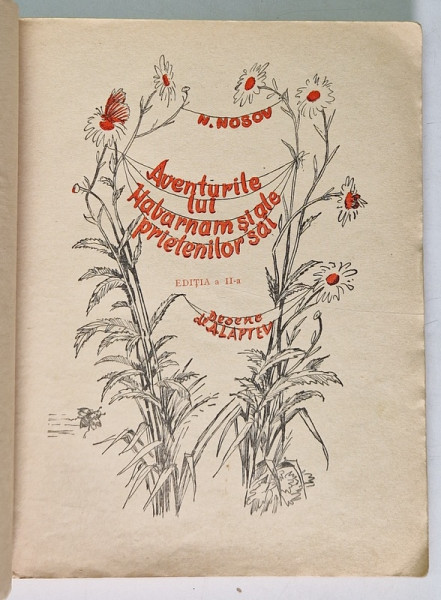 N. NOSOV
Aventurile
lui
Habarnam și ale
prietenilor săi
EDIȚIA a II-a
Desene
de A. LAPTEV